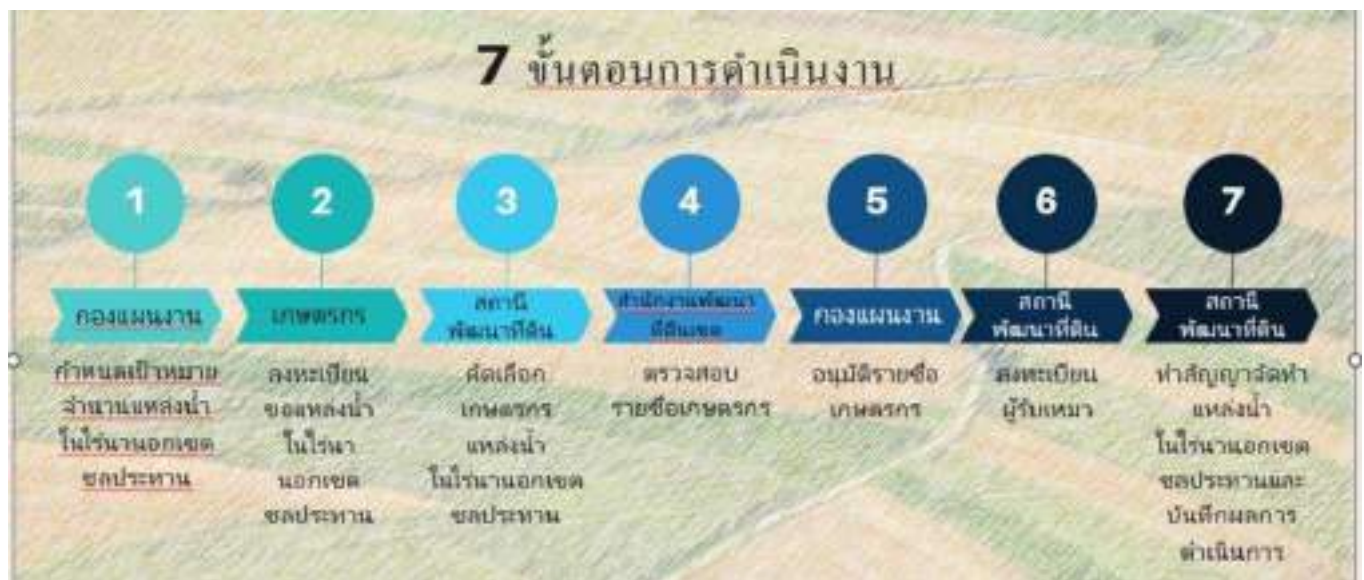 7 ขั้นตอนการดำเนินงาน
1
2
3
4
5
6
7
กองแผนงาน
เกษตรกร
สถานี
พัฒนาที่ดิน
สำนักงานพัฒนา
ที่ดินเขต
กองแผนงาน
สถานี
พัฒนาที่ดิน
สถานี
พัฒนาที่ดิน
กำหนดเป้าหมาย
จำนวนแหล่งน้ำ
ในไร่นานอกเขต
ชลประทาน
ลงทะเบียน
ขอแหล่งน้ำ
ในไร่นา
นอกเขต
ชลประทาน
คัดเลือก
เกษตรกร
แหล่งน้ำ
ในไร่นานอกเขต
ชลประทาน
ตรวจสอบ
รายชื่อเกษตรกร
อนุมัติรายชื่อ
เกษตรกร
ลงทะเบียน
ผู้รับเหมา
ทำสัญญาจัดทำ
แหล่งน้ำ
ในไร่นานอกเขต
ชลประทานและ
บันทึกผลการ
ดำเนินการ